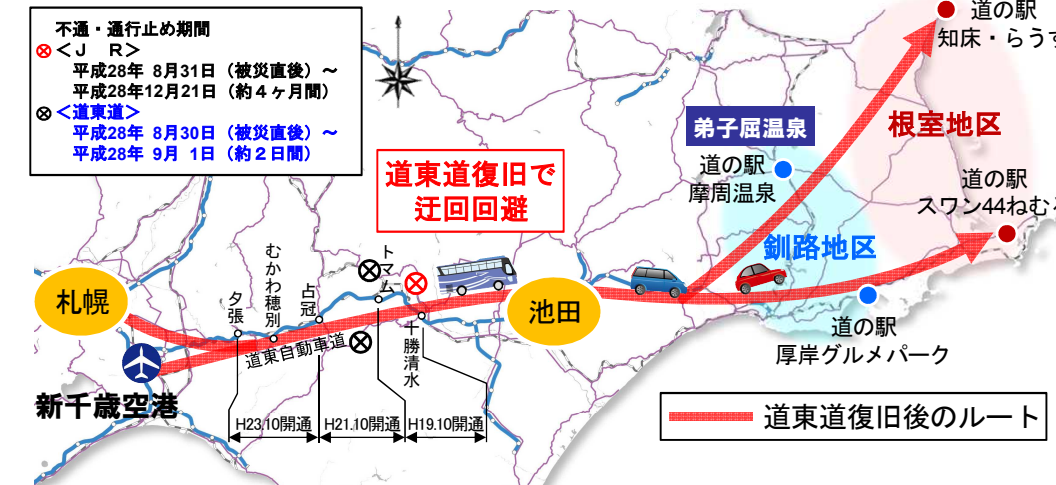 不通・通行止め期間
<JR>
平成28年 8月31日(被災直後)~
平成28年12月21日(約4ヶ月間)
<道東道>
平成28年 8月30日(被災直後)~
平成28年 9月 1日(約2日間)
道の駅
知床・らうす
弟子屈温泉
根室地区
道東道復旧で
迂回回避
道の駅
摩周温泉
道の駅
スワン44ねむろ
釧路地区
札幌
夕張
むかわ穂別
占冠
トマム
十勝清水
池田
道東自動車道
道の駅
厚岸グルメパーク
新千歳空港
H23.10開通
H21.10開通
H19.10開通
道東道復旧後のルート